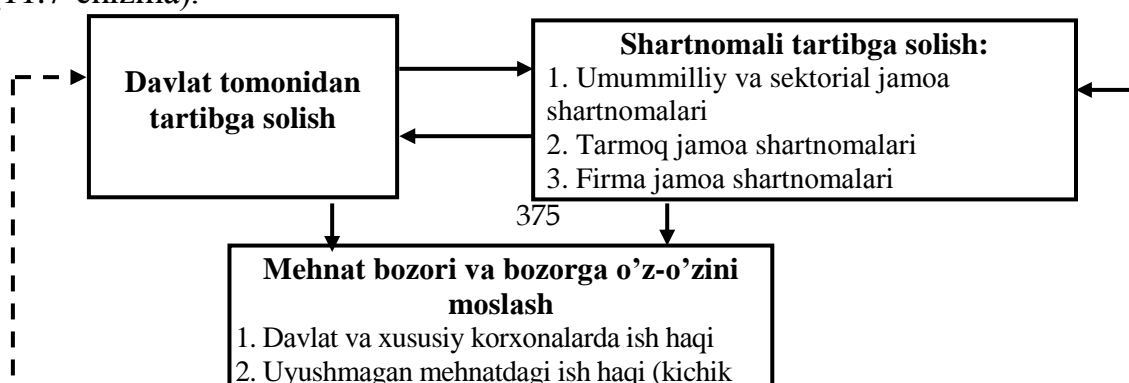 (11.7-chizma).
Davlat tomonidan
tartibga solish
Shartnomali tartibga solish:
1. Umummilliy va sektorial jamoa
shartnomalari
2. Tarmoq jamoa shartnomalari
3. Firma jamoa shartnomalari
375
Mehnat bozori va bozorga o’z-o’zini
moslash
1. Davlat va xususiy korxonalarda ish haqi
2. Uyushmagan mehnatdagi ish haqi (kichik